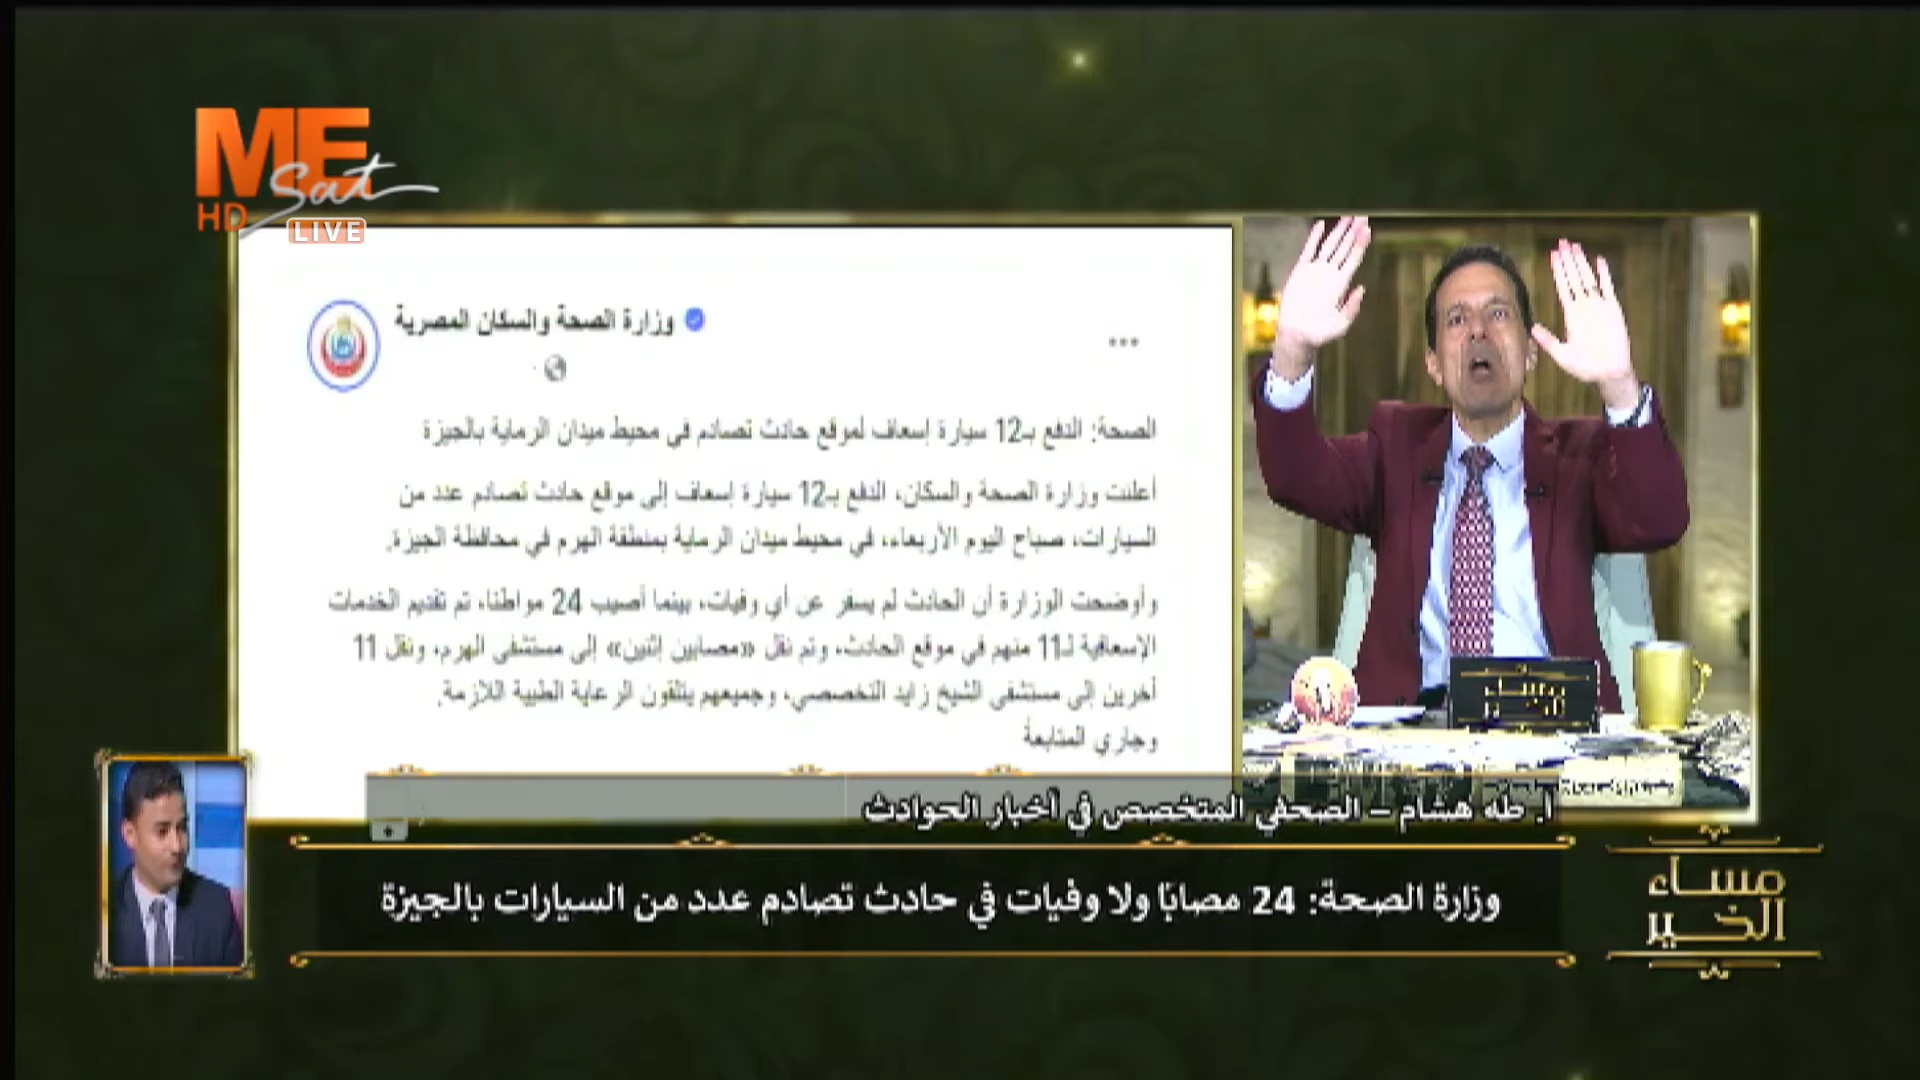 ME
Sat
HD
LIVE
وزارة الصحة والسكان المصرية
الصحة: الدفع بـ12 سيارة إسعاف لموقع حادث تصادم في محيط ميدان الرماية بالجيزة
أعلنت وزارة الصحة والسكان، الدفع بـ12 سيارة إسعاف إلى موقع حادث تصادم عدد من
السيارات، صباح اليوم الأربعاء، في محيط ميدان الرماية بمنطقة الهرم في محافظة الجيزة.
وأوضحت الوزارة أن الحادث لم يسفر عن أي وفيات، بينما أصيب 24 مواطنا، تم تقديم الخدمات
الإسعافية لـ11 منهم في موقع الحادث، وتم نقل «مصابين إثنين» إلى مستشفى الهرم، ونقل 11
أخرين إلى مستشفى الشيخ زايد التخصصي، وجميعهم يتلقون الرعاية الطبية اللازمة.
وجاري المتابعة
مساء
الخير
أ. طه هشام – الصحفي المتخصص في أخبار الحوادث
وزارة الصحة: 24 مصابًا ولا وفيات في حادث تصادم عدد من السيارات بالجيزة
مساء
الخير